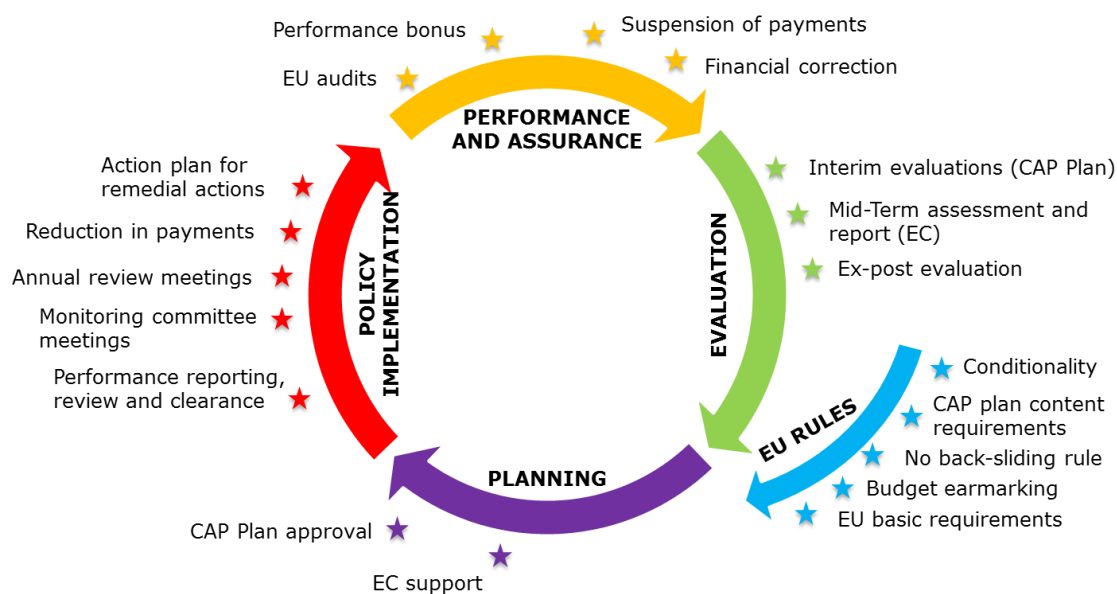 Performance bonus
Suspension of payments
EU audits
Financial correction
PERFORMANCE
AND ASSURANCE
Interim evaluations (CAP Plan)
Mid-Term assessment and
report (EC)
Ex-post evaluation
EVALUATION
Conditionality
CAP plan content
requirements
No back-sliding rule
Budget earmarking
EU basic requirements
EU RULES
PLANNING
CAP Plan approval
EC support
POLICY
IMPLEMENTATION
Action plan for
remedial actions
Reduction in payments
Annual review meetings
Monitoring committee
meetings
Performance reporting,
review and clearance